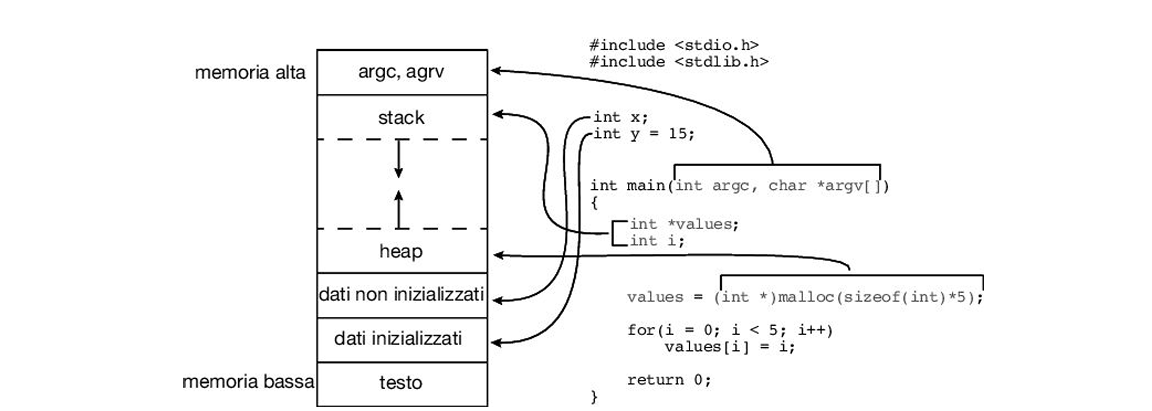 memoria alta
argc, agrv
stack
heap
dati non inizializzati
dati inizializzati
memoria bassa
testo
#include <stdio.h>
#include <stdlib.h>
int x;
int y = 15;
int main(int argc, char *argv[])
{
int *values;
int i;
values = (int *)malloc(sizeof(int)*5);
for(i = 0; i < 5; i++)
values[i] = i;
return 0;
}